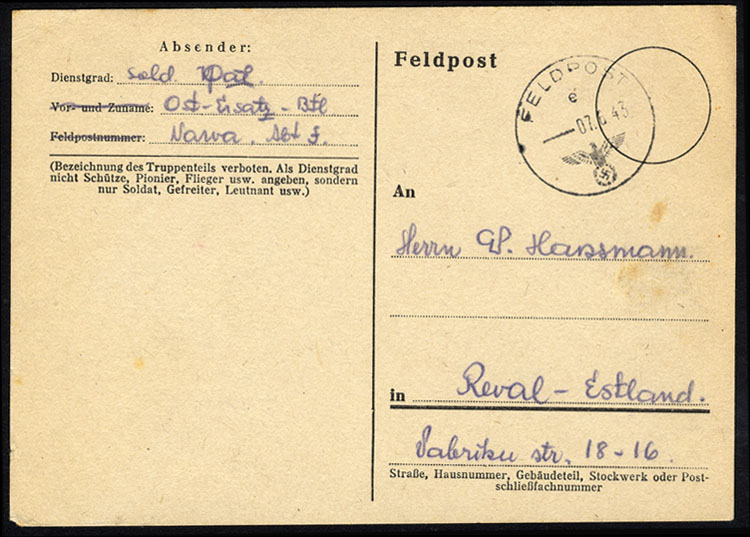 Absender:
Dienstgrad: sold. Pal.
Vor- und Zuname: Ost-Ersatz-Btl
Feldpostnummer: Narva. Abt J.
(Bezeichnung des Truppenteils verboten. Als Dienstgrad
nicht Schütze, Pionier, Flieger usw. angeben, sondern
nur Soldat, Gefreiter, Leutnant usw.)
Feldpost
FELDPOST
e
07.6.43
An
Herrn W. Hassmann.
in Reval - Estland.
Vabriku str. 18-16.
Straße, Hausnummer, Gebäudeteil, Stockwerk oder Post-
schließfachnummer